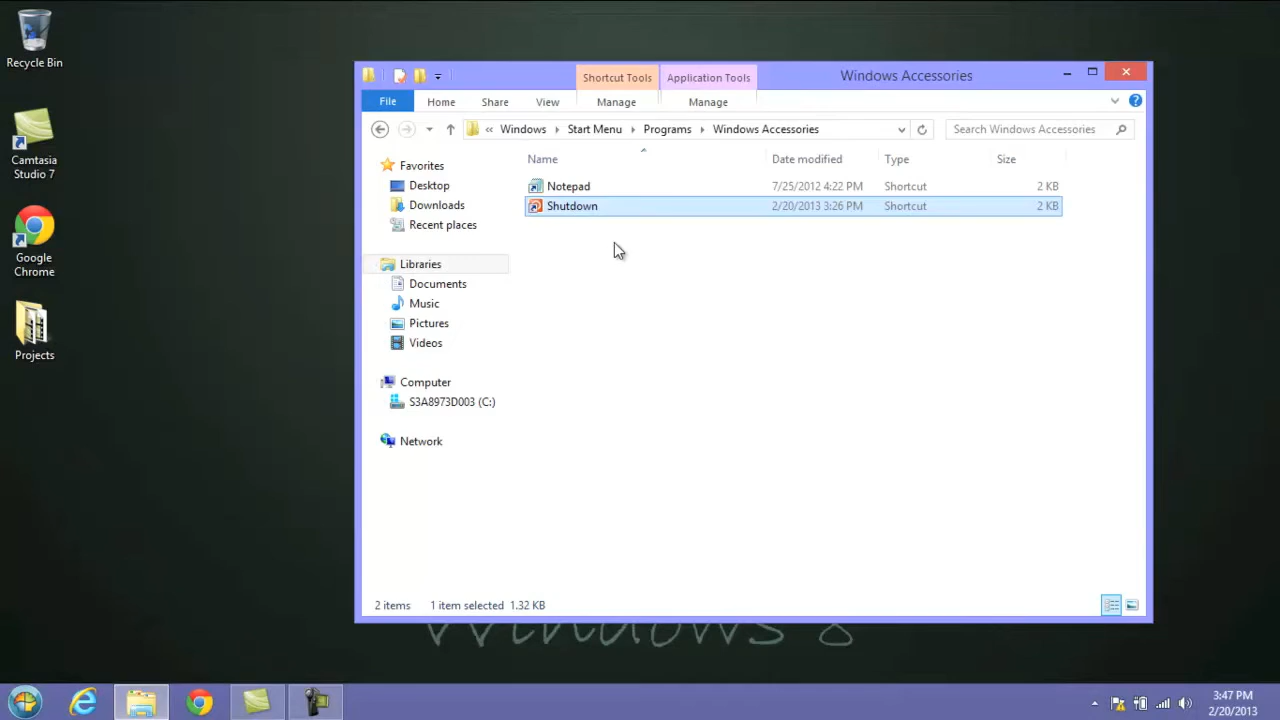 Recycle Bin
Camtasia
Studio 7
Google
Chrome
Projects
Shortcut Tools
Application Tools
Windows Accessories
File
Home
Share
View
Manage
Manage
« Windows
Start Menu
Programs
Windows Accessories
Search Windows Accessories
Favorites
Desktop
Downloads
Recent places
Libraries
Documents
Music
Pictures
Videos
Computer
S3A8973D003 (C:)
Network
Name
Date modified
Type
Size
Notepad
7/25/2012 4:22 PM
Shortcut
2 KB
Shutdown
2/20/2013 3:26 PM
Shortcut
2 KB
2 items
1 item selected 1.32 KB
Windows 8
3:47 PM
2/20/2013